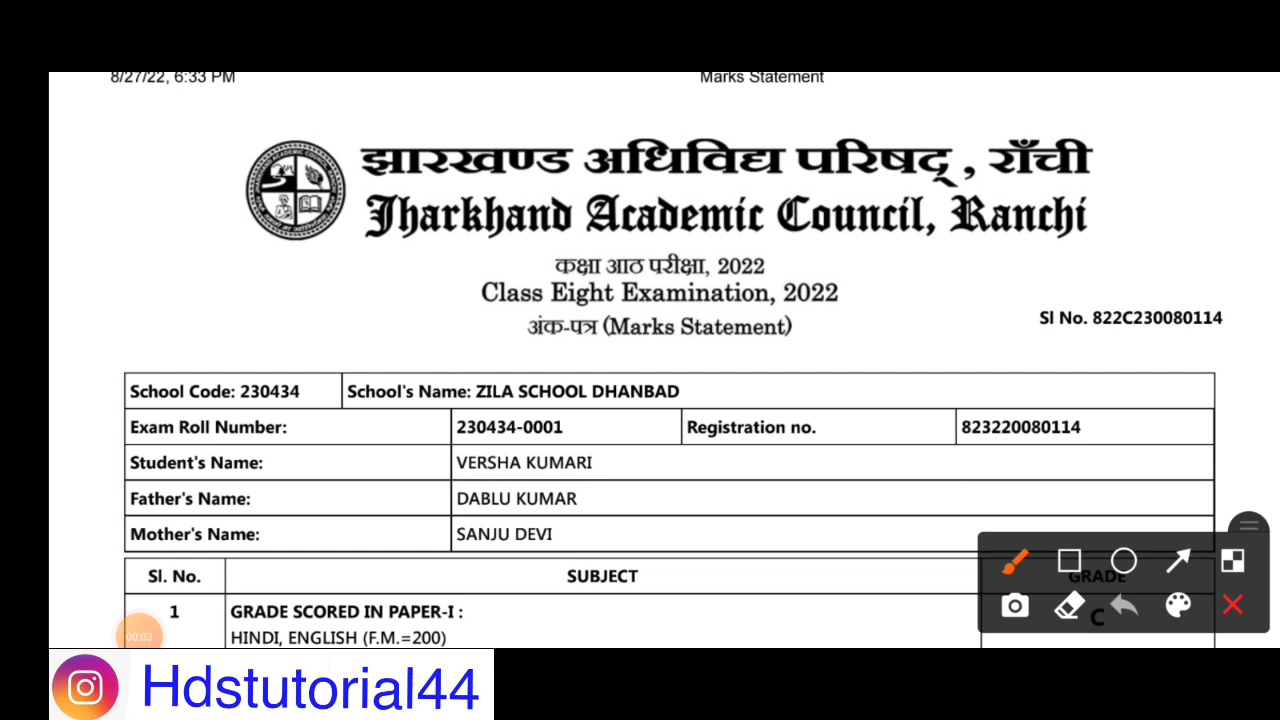 8/27/22, 6:33 PM Marks Statement
झारखण्ड अधिविद्य परिषद् , राँची
Jharkhand Academic Council, Ranchi
कक्षा आठ परीक्षा, 2022
Class Eight Examination, 2022
अंक-पत्र (Marks Statement)
Sl No. 822C230080114
School Code: 230434 School's Name: ZILA SCHOOL DHANBAD
Exam Roll Number: 230434-0001 Registration no. 823220080114
Student's Name: VERSHA KUMARI
Father's Name: DABLU KUMAR
Mother's Name: SANJU DEVI
Sl. No. SUBJECT GRADE
1 GRADE SCORED IN PAPER-I : C
HINDI, ENGLISH (F.M.=200)
00:03
Hdstutorial44